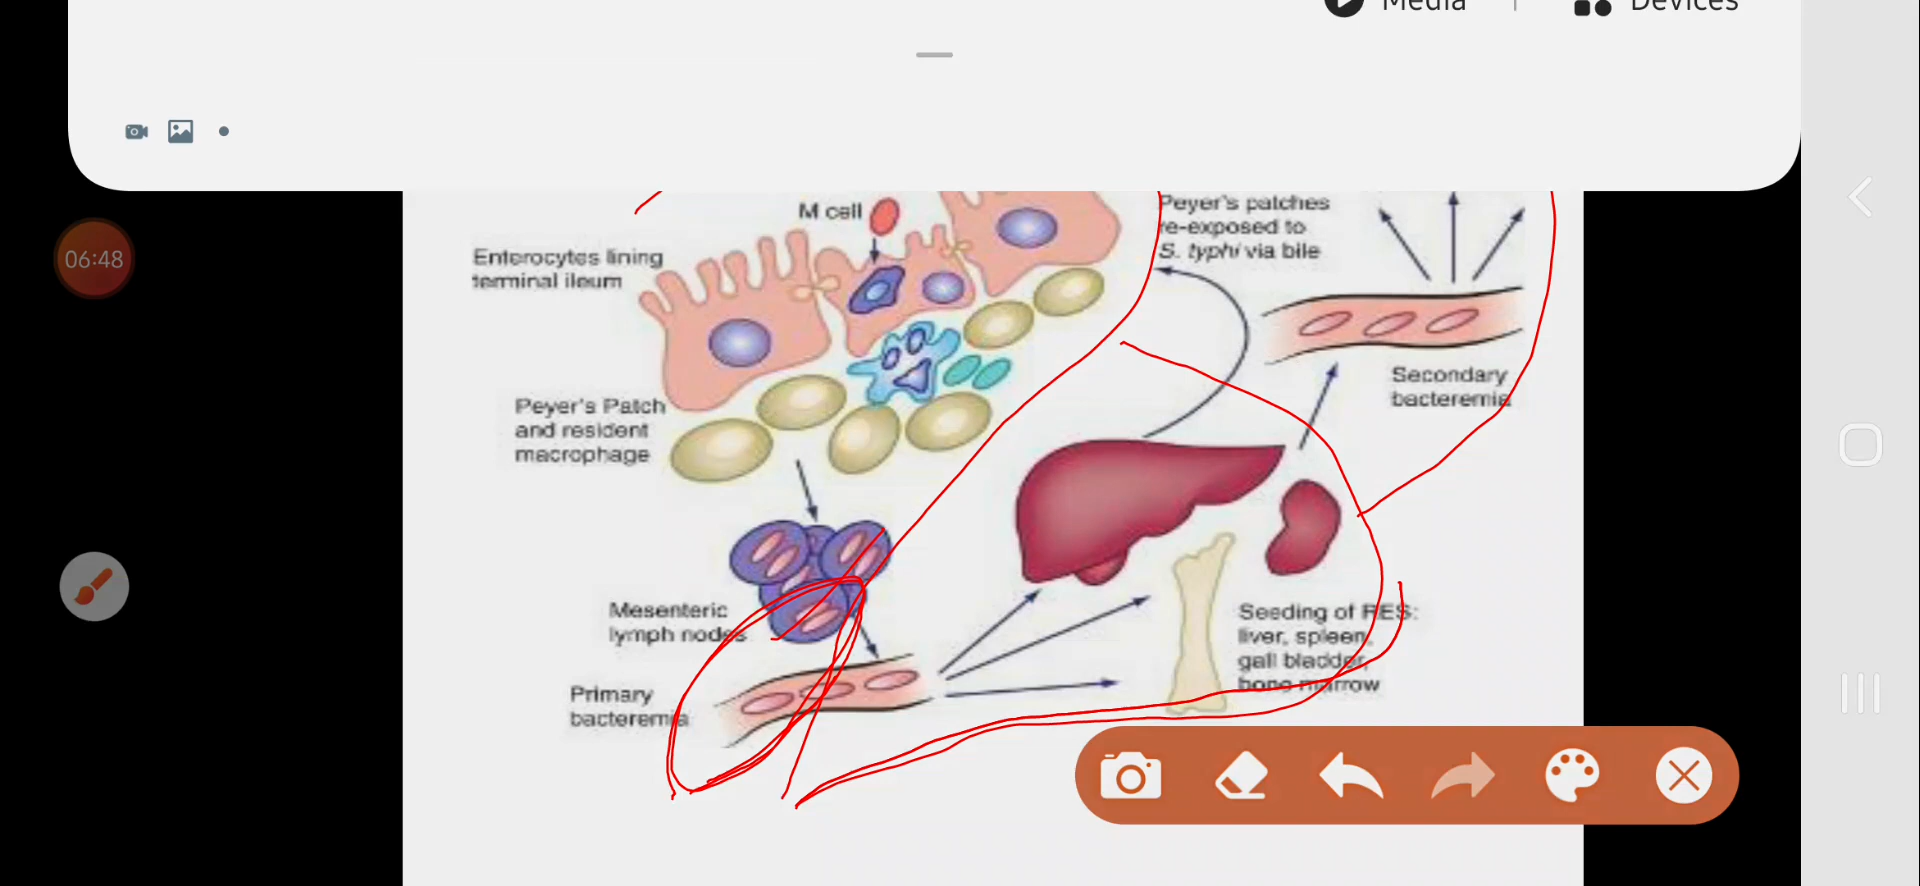 Media | Devices
06:48
M cell
Enterocytes lining
terminal ileum
Peyer's patches
re-exposed to
S. typhi via bile
Secondary
bacteremia
Peyer's Patch
and resident
macrophage
Mesenteric
lymph nodes
Primary
bacteremia
Seeding of RES:
liver, spleen,
gall bladder,
bone marrow